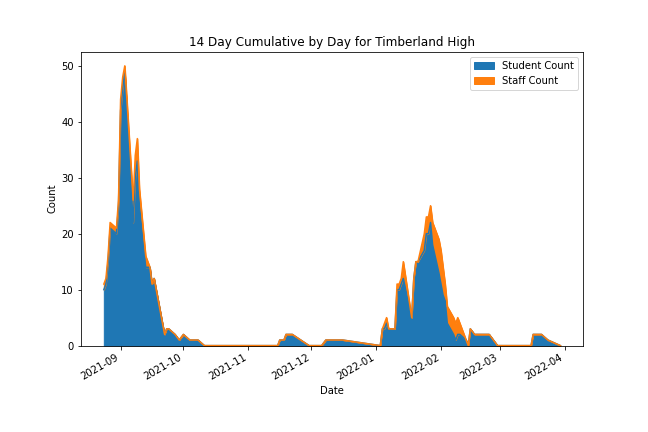 14 Day Cumulative by Day for Timberland High
Student Count
Staff Count
Count
50
40
30
20
10
0
2021-09
2021-10
2021-11
2021-12
2022-01
2022-02
2022-03
2022-04
Date